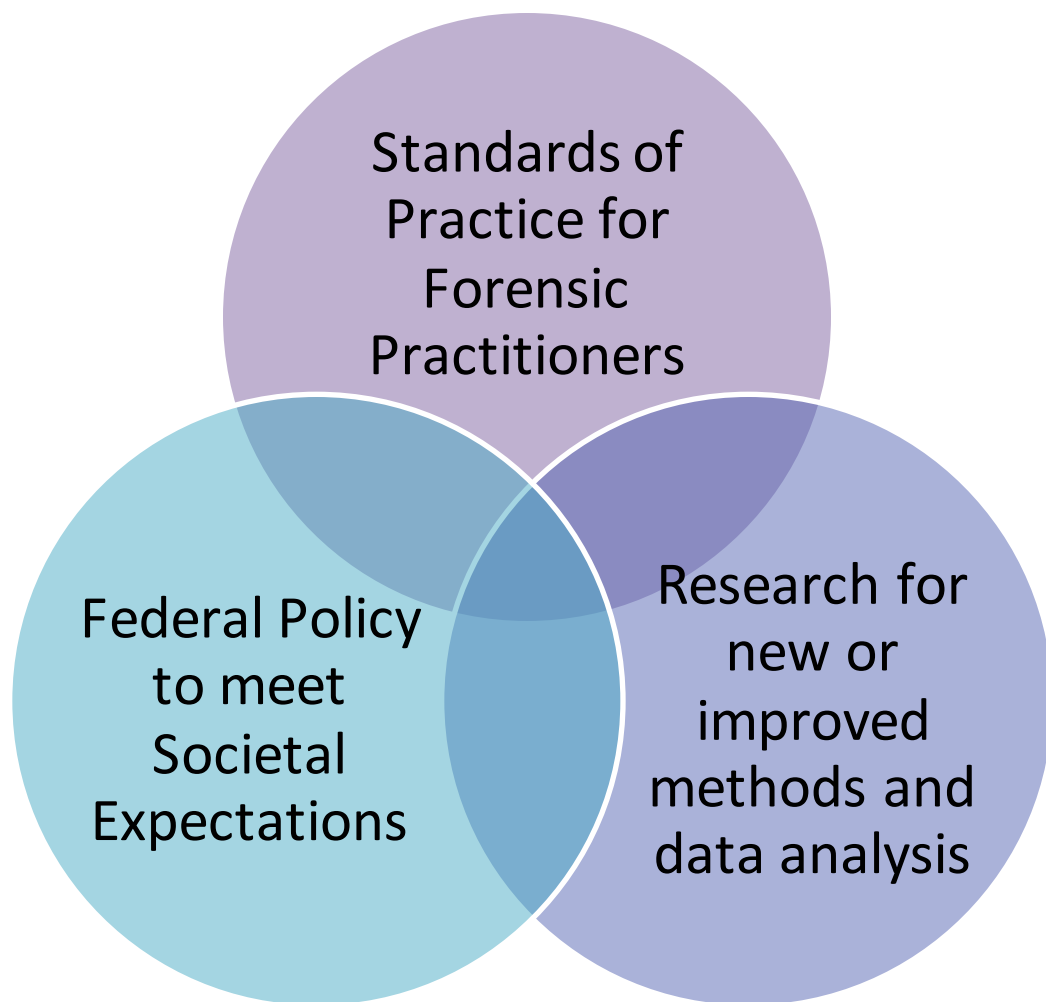 Standards of
Practice for
Forensic
Practitioners
Federal Policy
to meet
Societal
Expectations
Research for
new or
improved
methods and
data analysis